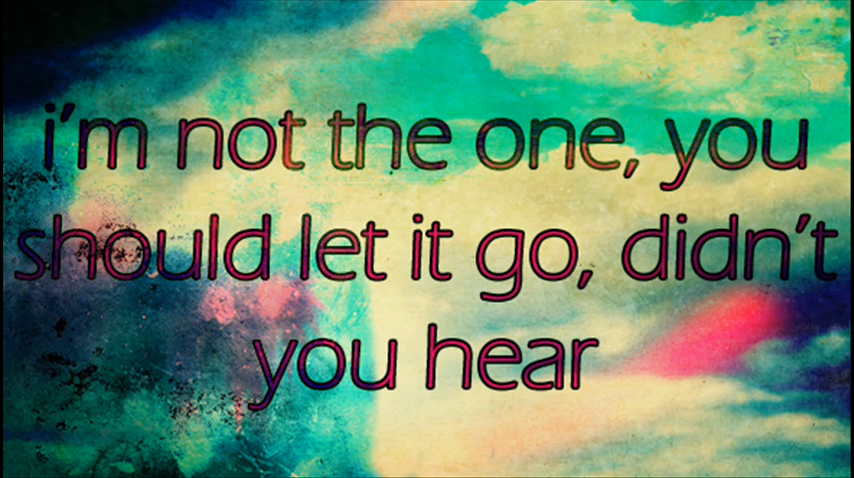 i'm not the one, you
should let it go, didn't
you hear